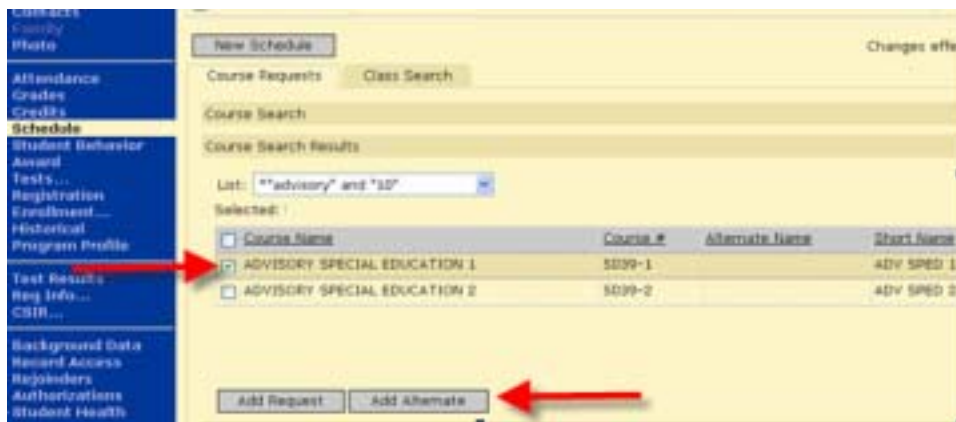 Contacts
Family
Photo
Attendance
Grades
Credits
Schedule
Student Behavior
Award
Tests...
Registration
Enrollment...
Historical
Program Profile
Test Results
Req Info...
CSIR...
Background Data
Record Access
Rejoinders
Authorizations
Student Health
New Schedule
Changes effe
Course Requests Class Search
Course Search
Course Search Results
List: "*advisory" and "10"
Selected:
Course Name Course # Alternate Name Short Name
ADVISORY SPECIAL EDUCATION 1 5D39-1 ADV SPED 1
ADVISORY SPECIAL EDUCATION 2 5D39-2 ADV SPED 2
Add Request Add Alternate